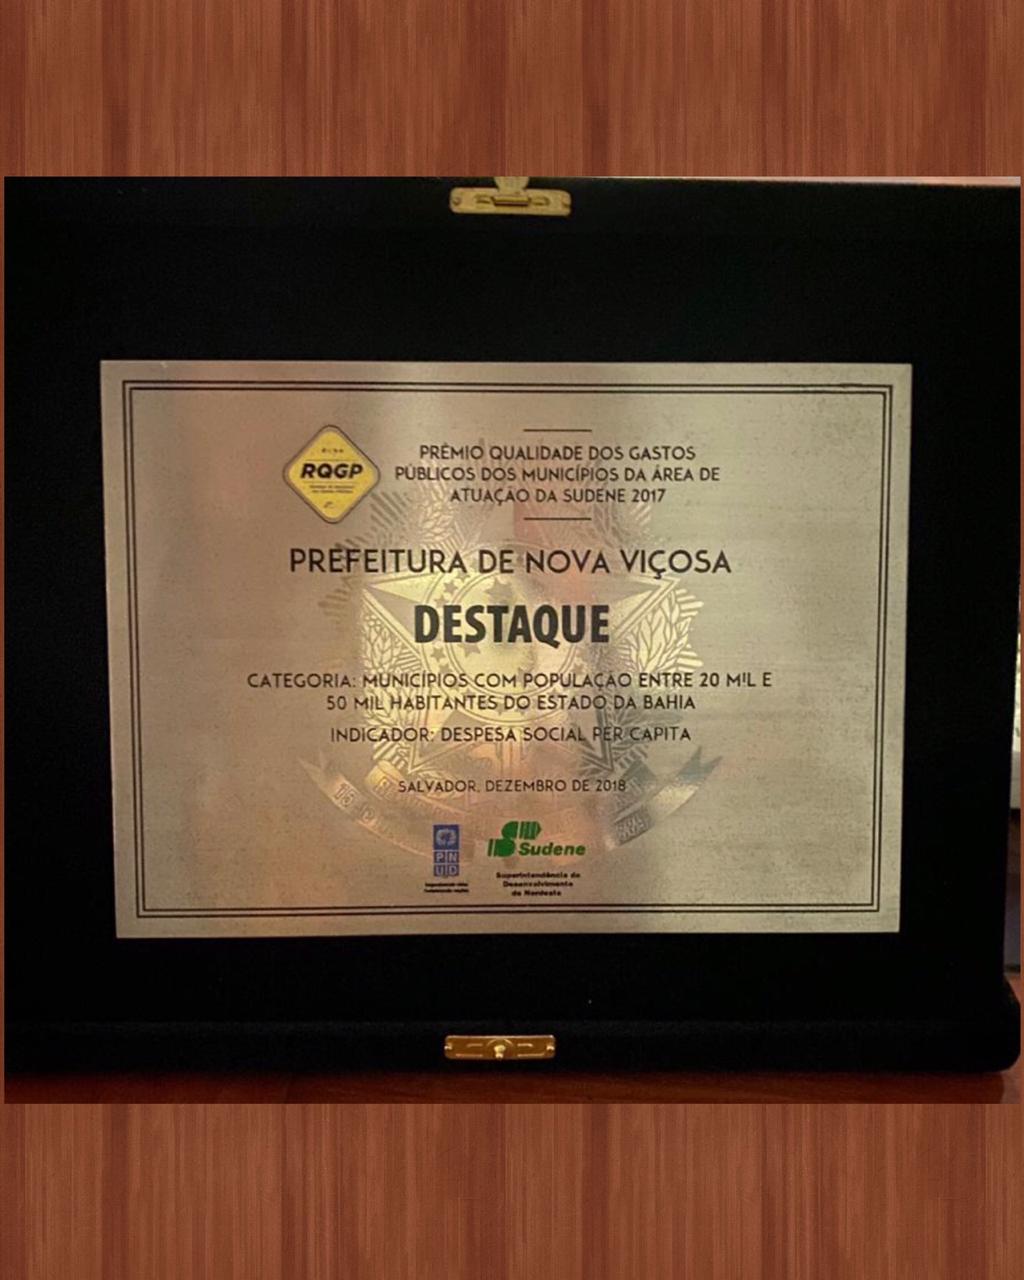 RQGP
PRÊMIO QUALIDADE DOS GASTOS
PÚBLICOS DOS MUNICÍPIOS DA ÁREA DE
ATUAÇÃO DA SUDENE 2017
PREFEITURA DE NOVA VIÇOSA
DESTAQUE
CATEGORIA: MUNICÍPIOS COM POPULAÇÃO ENTRE 20 MIL E
50 MIL HABITANTES DO ESTADO DA BAHIA
INDICADOR: DESPESA SOCIAL PER CAPITA
SALVADOR, DEZEMBRO DE 2018
PN
UD
Sudene
Superintendência do
Desenvolvimento
do Nordeste